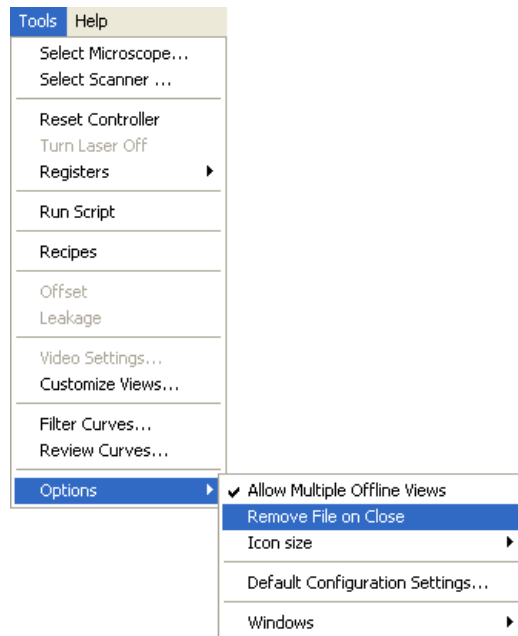 Tools Help
Select Microscope...
Select Scanner ...
Reset Controller
Turn Laser Off
Registers
Run Script
Recipes
Offset
Leakage
Video Settings...
Customize Views...
Filter Curves...
Review Curves...
Options
Allow Multiple Offline Views
Remove File on Close
Icon size
Default Configuration Settings...
Windows